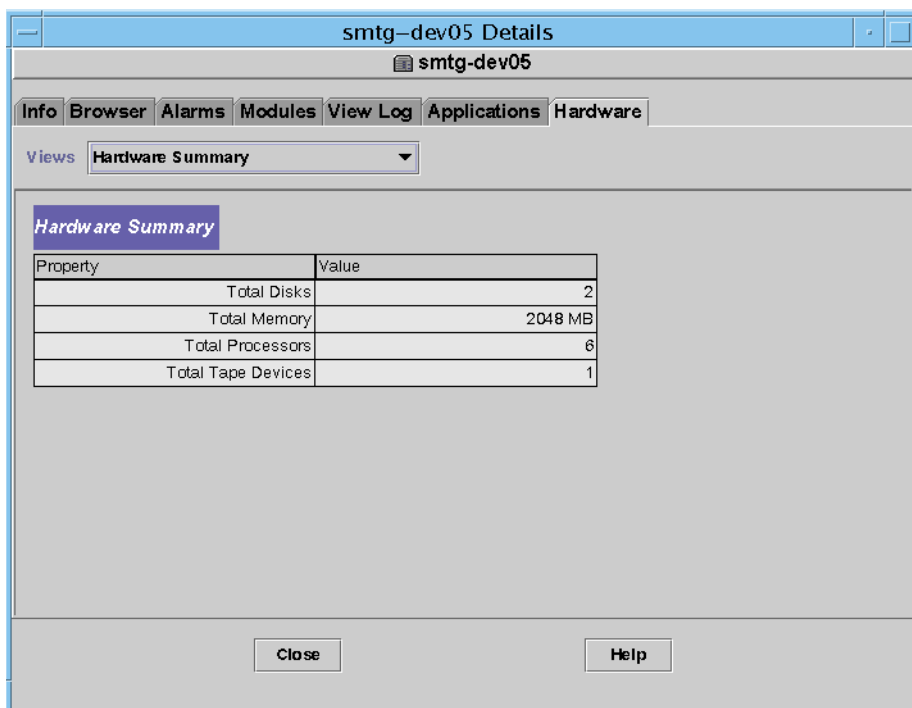 smtg–dev05 Details
smtg-dev05
Info Browser Alarms Modules View Log Applications Hardware
Views Hardware Summary
Hardware Summary
Property Value
Total Disks 2
Total Memory 2048 MB
Total Processors 6
Total Tape Devices 1
Close Help